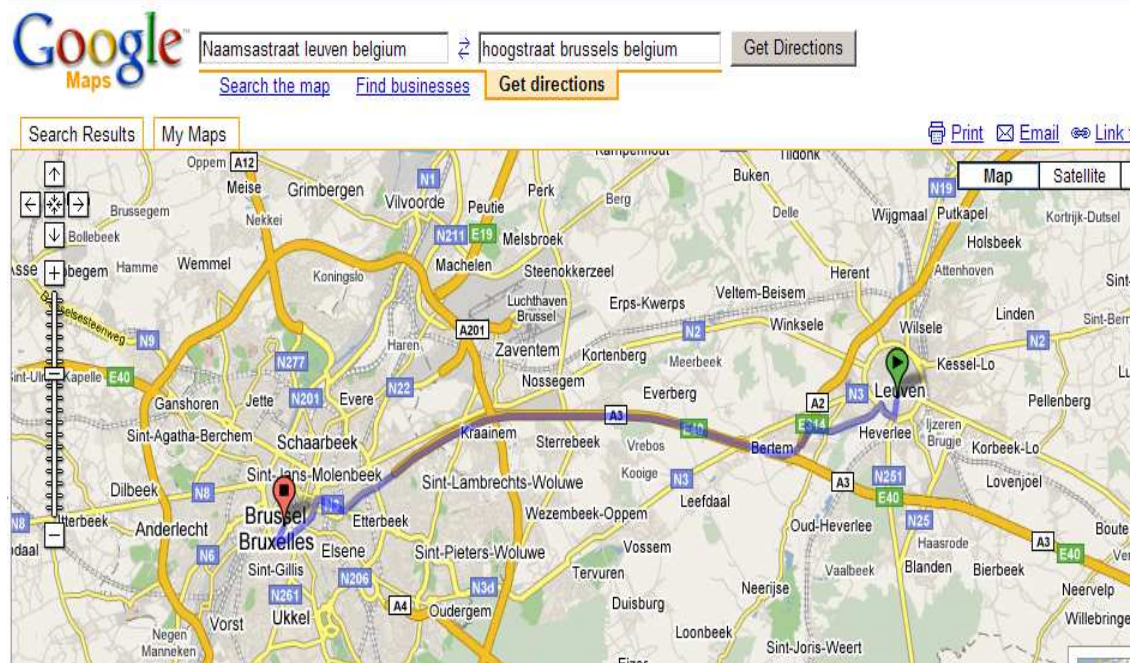 Google
Maps
Naamsastraat leuven belgium
hoogstraat brussels belgium
Get Directions
Search the map Find businesses Get directions
Search Results My Maps
Print Email Link
Map Satellite
Oppem A12
Meise
Grimbergen
N1
Vilvoorde
Peutie
Perk
Berg
Buken
Tildonk
N19
Brussegem
Nekkei
Delle
Wijgmaal Putkapel
Kortrijk-Dutsel
Bollebeek
N211 E19 Melsbroek
Holsbeek
Hamme Wemmel
Koningslo
Machelen
Steenokkerzeel
Herent
Attenhoven
Luchthaven
Brussel
Erps-Kwerps
Veltem-Beisem
Linden
N9
A201
Haren
Zaventem
N2
Winksele
Wilsele
Sint-Ber
N2
Kapelle E40
N277
Kortenberg
Meerbeek
Kessel-Lo
N22
Nossegem
Everberg
A2
N3
Leuven
Pellenberg
Ganshoren Jette N201 Evere
A3
E314
Sint-Agatha-Berchem
Schaarbeek
Kraainem
Sterrebeek
Vrebos
E40
Bertem
Heverlee
Ijzeren
Brugje
Korbeek-Lo
Sint-Jans-Molenbeek
Sint-Lambrechts-Woluwe
Kooige
N3
N251
Lovenjoel
Dilbeek N8
A3
E40
N8 Itterbeek
Anderlecht
Brussel
Bruxelles
Etterbeek
Wezembeek-Oppem
Leefdaal
Oud-Heverlee
N25
Boute
N6
Elsene
Sint-Pieters-Woluwe
Vossem
Haasrode
A3
E40
Sint-Gillis
N206
Tervuren
Vaalbeek
Blanden
Bierbeek
N261
N3d
Neerijse
Neervelp
Vorst
Ukkel
A4
Oudergem
Duisburg
Willebringe
Negen
Manneken
Loonbeek
Sint-Joris-Weert